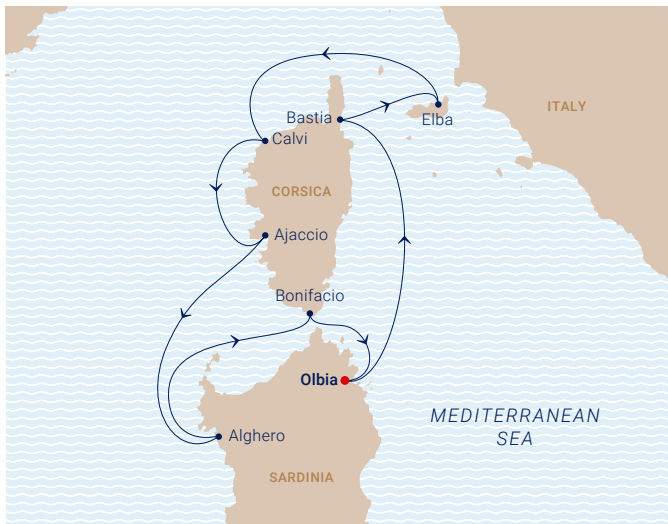 ITALY
Bastia
Elba
Calvi
CORSICA
Ajaccio
Bonifacio
Olbia
MEDITERRANEAN
SEA
Alghero
SARDINIA